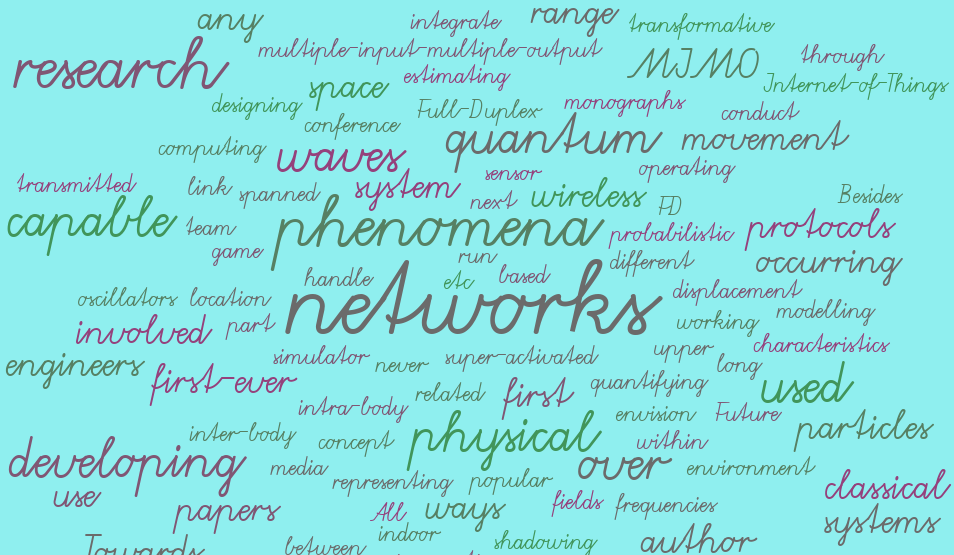 any
integrate
range
transformative
research
multiple-input-multiple-output
MIMO
through
estimating
space
Internet-of-Things
designing
Full-Duplex
monographs
conduct
conference
quantum
movement
computing
waves
operating
transmitted
link
spanned
system
sensor
next
wireless
FD
Besides
capable
team
phenomena
probabilistic
protocols
game
run
different
occurring
handle
etc
based
networks
displacement
oscillators
location
modelling
involved
part
working
characteristics
engineers
simulator
never
super-activated
upper
long
first-ever
related
first
quantifying
used
intra-body
envision
Future
particles
inter-body
concept
physical
within
developing
media
over
environment
representing
popular
classical
use
papers
All
ways
fields
frequencies
systems
indoor
Towards
between
shadowing
author